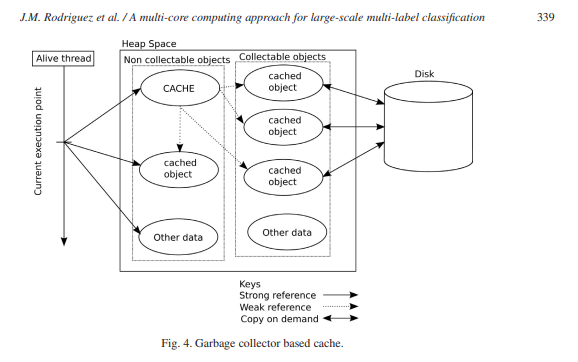 J.M. Rodriguez et al. / A multi-core computing approach for large-scale multi-label classification 339
Heap Space
Alive thread
Non collectable objects
Collectable objects
Current execution point
CACHE
cached
object
cached
object
cached
object
cached
object
Other data
Other data
Disk
Keys
Strong reference
Weak reference
Copy on demand
Fig. 4. Garbage collector based cache.